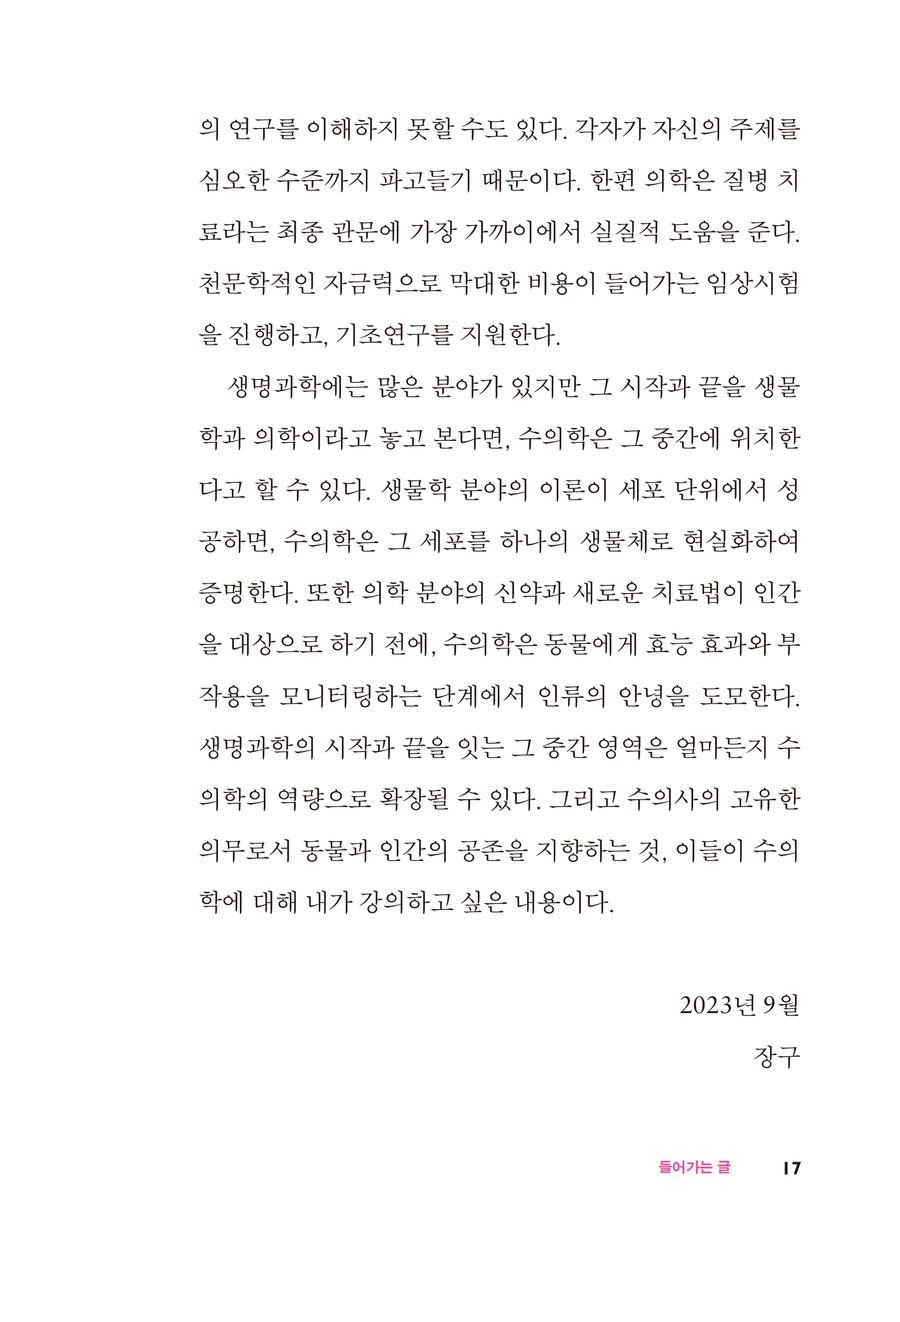 의 연구를 이해하지 못할 수도 있다. 각자가 자신의 주제를
심오한 수준까지 파고들기 때문이다. 한편 의학은 질병 치
료라는 최종 관문에 가장 가까이에서 실질적 도움을 준다.
천문학적인 자금력으로 막대한 비용이 들어가는 임상시험
을 진행하고, 기초연구를 지원한다.
생명과학에는 많은 분야가 있지만 그 시작과 끝을 생물
학과 의학이라고 놓고 본다면, 수의학은 그 중간에 위치한
다고 할 수 있다. 생물학 분야의 이론이 세포 단위에서 성
공하면, 수의학은 그 세포를 하나의 생물체로 현실화하여
증명한다. 또한 의학 분야의 신약과 새로운 치료법이 인간
을 대상으로 하기 전에, 수의학은 동물에게 효능 효과와 부
작용을 모니터링하는 단계에서 인류의 안녕을 도모한다.
생명과학의 시작과 끝을 잇는 그 중간 영역은 얼마든지 수
의학의 역량으로 확장될 수 있다. 그리고 수의사의 고유한
의무로서 동물과 인간의 공존을 지향하는 것, 이들이 수의
학에 대해 내가 강의하고 싶은 내용이다.
2023년 9월
장구
들어가는 글 17